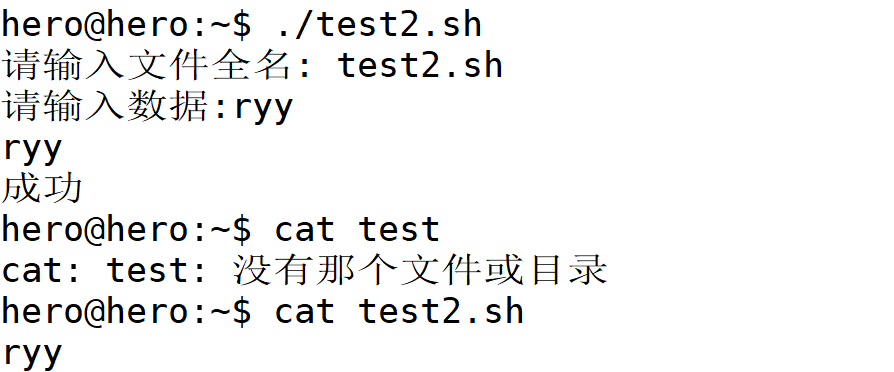 hero@hero:~$ ./test2.sh
请输入文件全名: test2.sh
请输入数据:ryy
ryy
成功
hero@hero:~$ cat test
cat: test: 没有那个文件或目录
hero@hero:~$ cat test2.sh
ryy